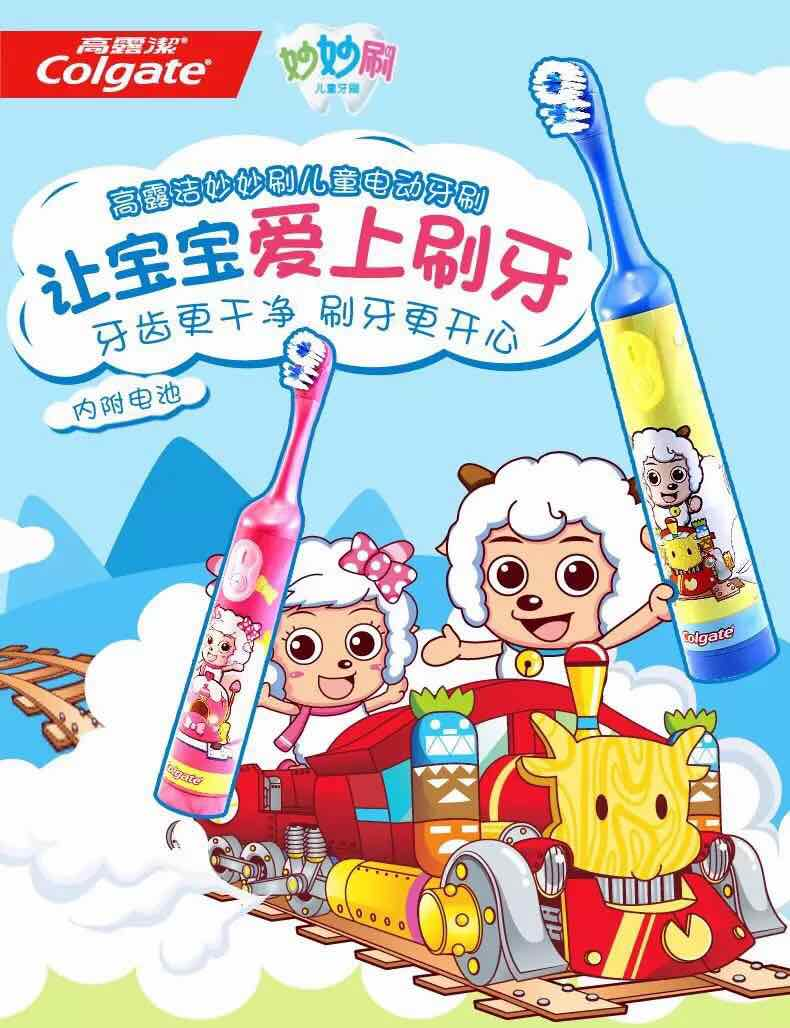 高露潔®
Colgate®
妙妙刷
儿童牙刷
高露洁妙妙刷儿童电动牙刷
让宝宝爱上刷牙
牙齿更干净 刷牙更开心
内附电池
Colgate
Colgate